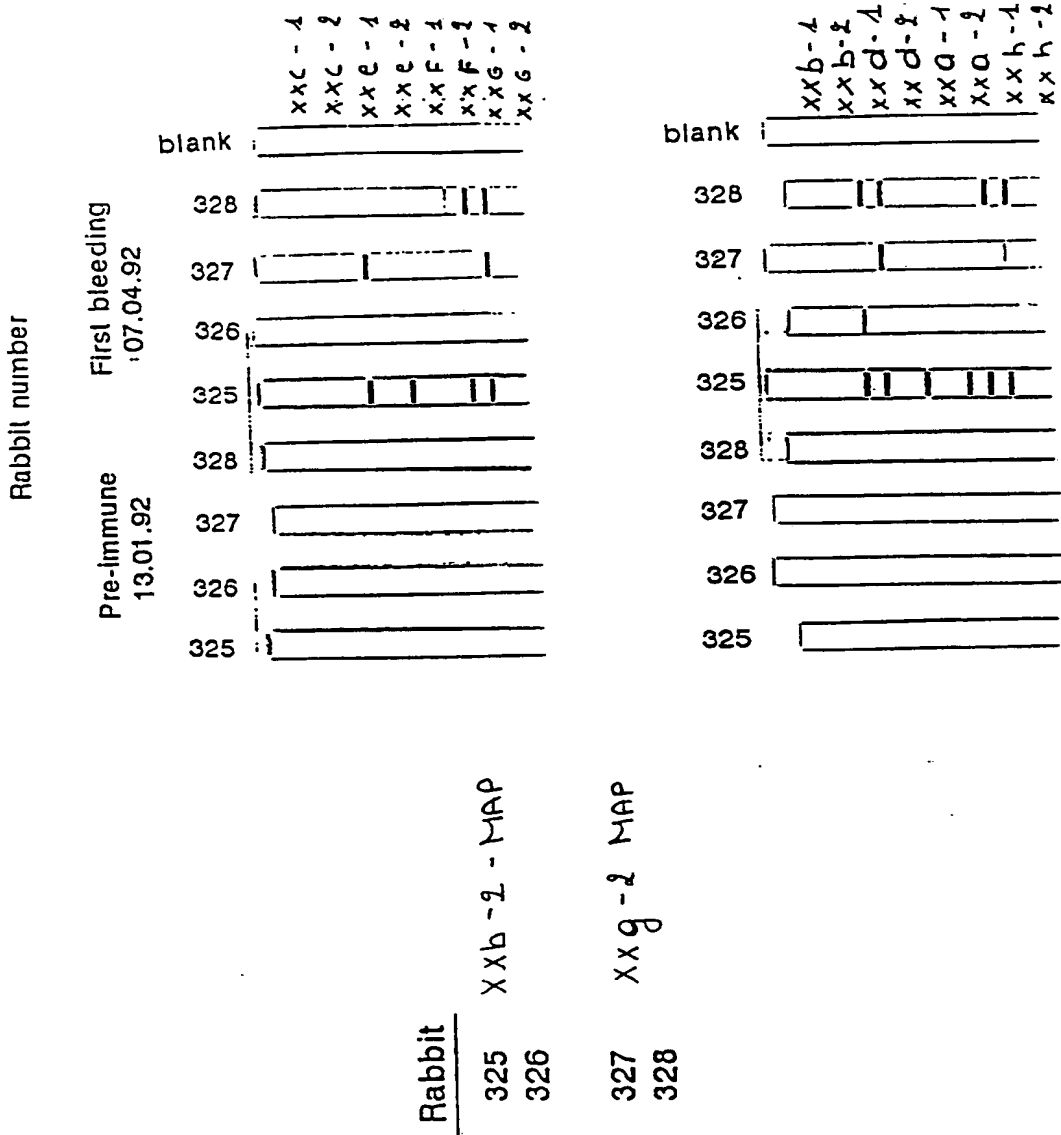 Rabbit number
Pre-immune
13.01.92
First bleeding
07.04.92
325
326
327
328
325
326
327
328
blank
xxc - 1
xxc - 2
xxe - 1
xxe - 2
xxF - 1
xxF - 2
xxG - 1
xxG - 2
325
326
327
328
325
326
327
328
blank
xxb - 1
xxb - 2
xxd - 1
xxd - 2
xxa - 1
xxa - 2
xxh - 1
xxh - 2
Rabbit
325 xxb - 2 - MAP
326
327 xxg - 2 MAP
328